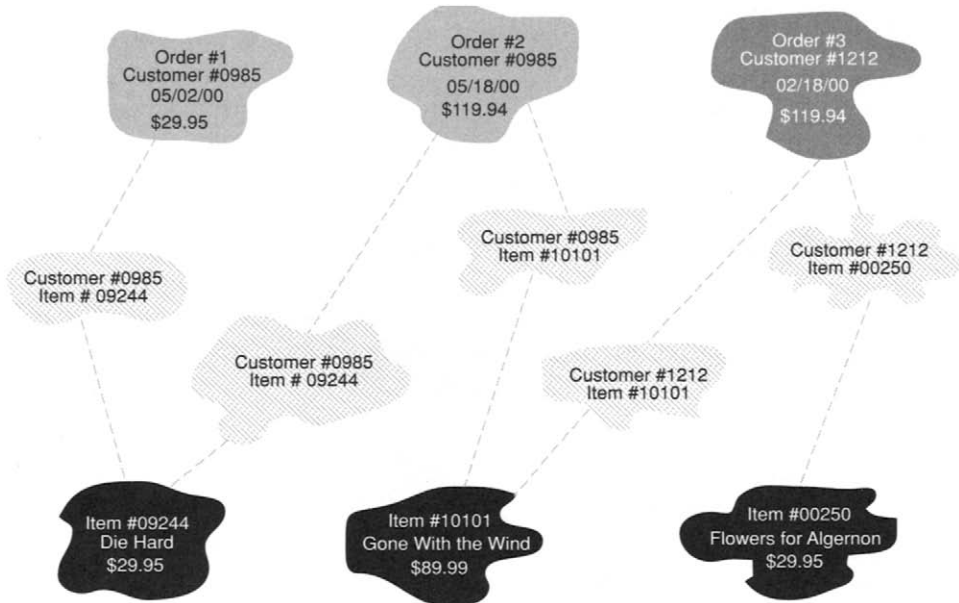 Order #1
Customer #0985
05/02/00
$29.95
Order #2
Customer #0985
05/18/00
$119.94
Order #3
Customer #1212
02/18/00
$119.94
Customer #0985
Item # 09244
Customer #0985
Item # 09244
Customer #0985
Item #10101
Customer #1212
Item #10101
Customer #1212
Item #00250
Item #09244
Die Hard
$29.95
Item #10101
Gone With the Wind
$89.99
Item #00250
Flowers for Algernon
$29.95